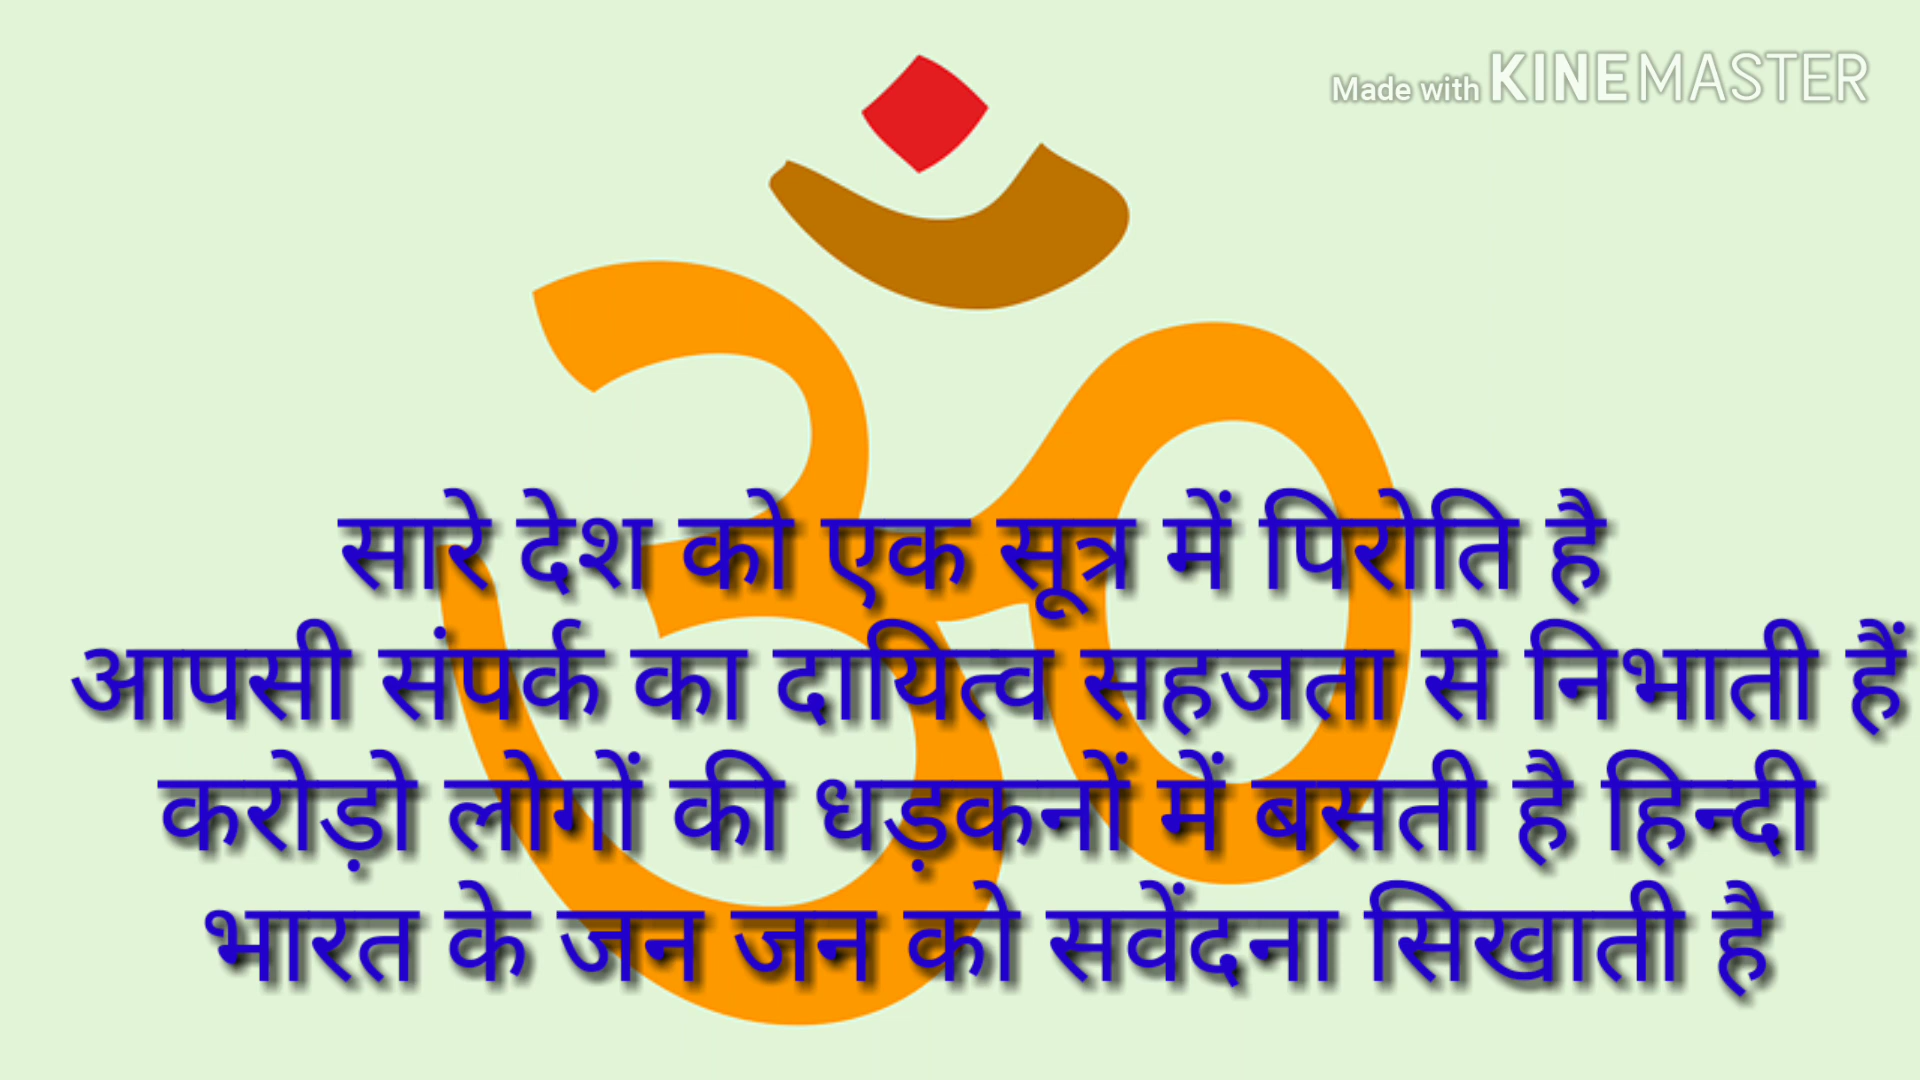 Made with KINEMASTER
सारे देश को एक सूत्र में पिरोति है
आपसी संपर्क का दायित्व सहजता से निभाती हैं
करोड़ो लोगों की धड़कनों में बसती है हिन्दी
भारत के जन जन को सवेंदना सिखाती है